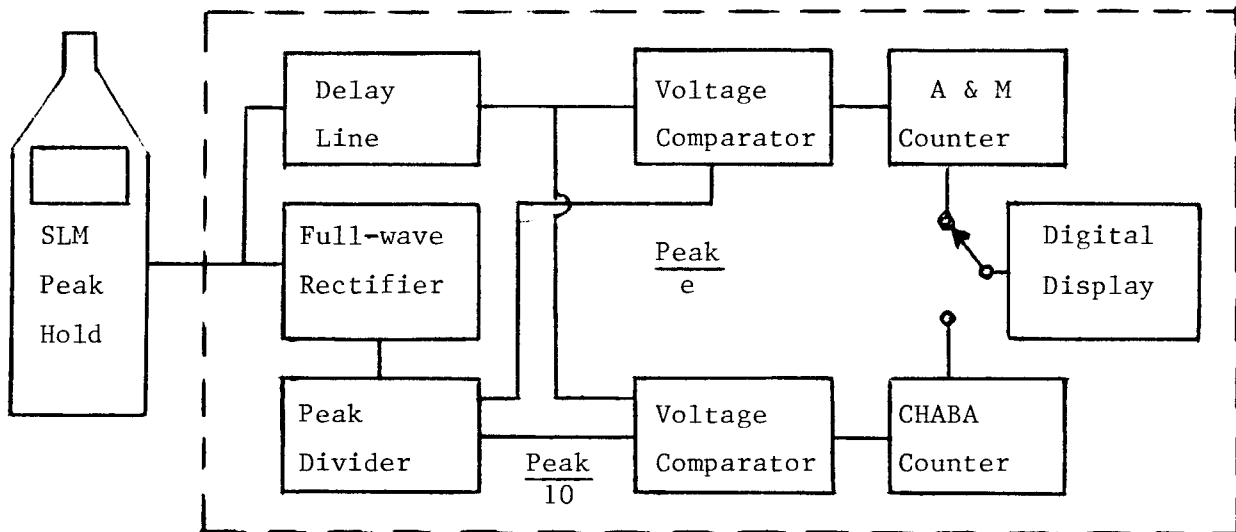 SLM
Peak
Hold
Delay
Line
Full-wave
Rectifier
Peak
Divider
Voltage
Comparator
Peak
e
Peak
10
Voltage
Comparator
A & M
Counter
CHABA
Counter
Digital
Display